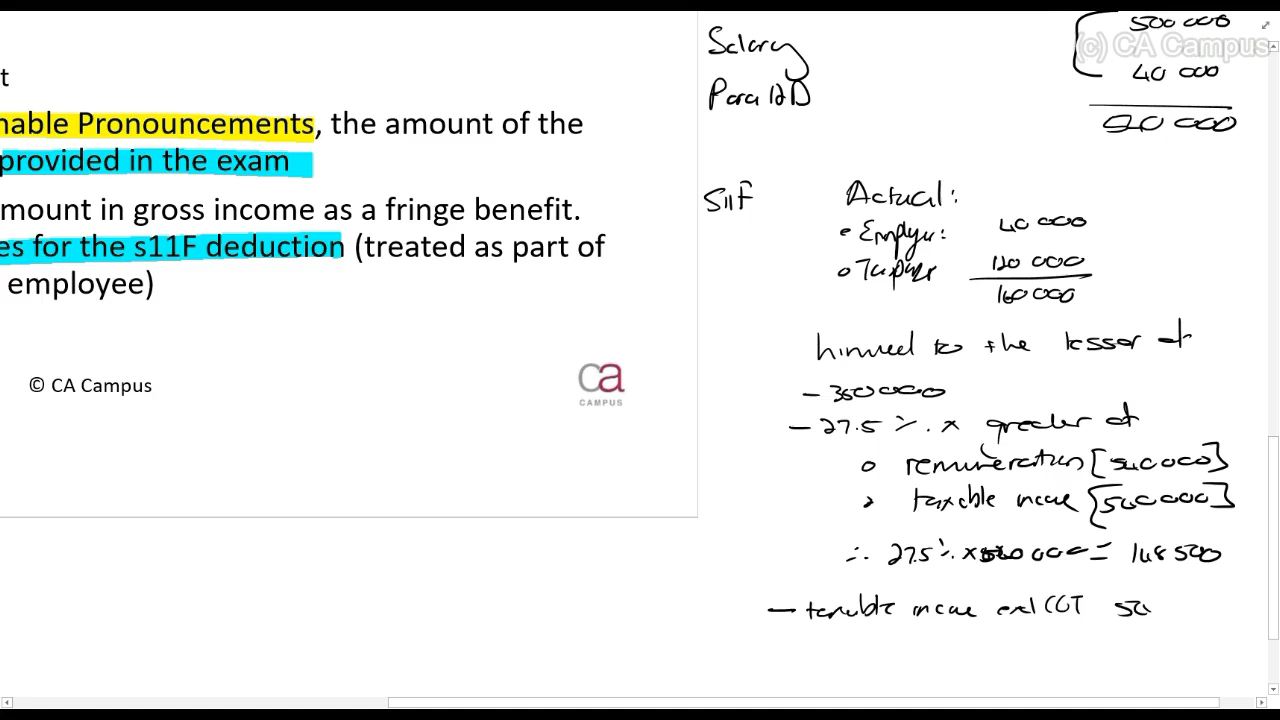 t
nable Pronouncements, the amount of the
provided in the exam
mount in gross income as a fringe benefit.
es for the s11F deduction (treated as part of
employee)
© CA Campus
ca
CAMPUS
(c) CA Campus
500 000
Salary
40 000
Para 12D
540 000
S11F Actual:
• Employer: 40 000
• Taxpayer 120 000
160 000
limited to the lesser of
- 350 000
- 27.5 %. x greater of
o remuneration [540 000]
• taxable income [500 000]
∴ 27.5 %. x 540 000 = 148 500
- taxable income excl CGT 50